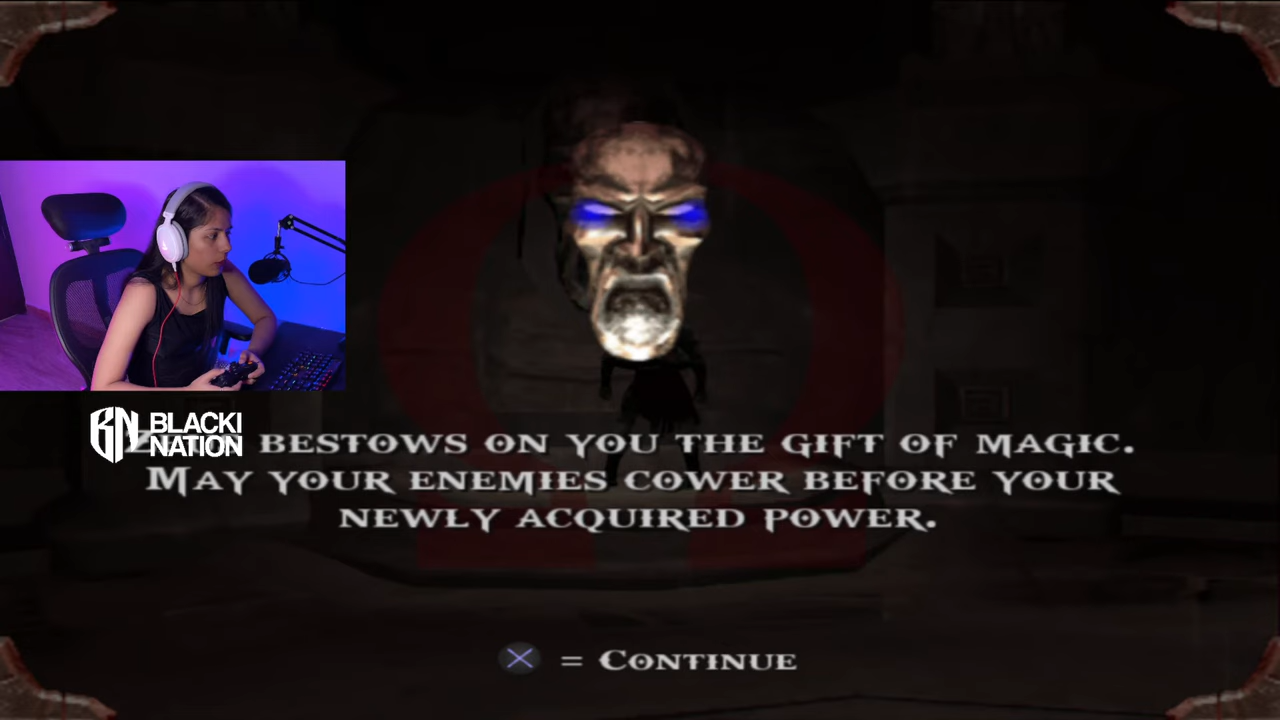 BN BLACKI
NATION
BESTOWS ON YOU THE GIFT OF MAGIC.
MAY YOUR ENEMIES COWER BEFORE YOUR
NEWLY ACQUIRED POWER.
= CONTINUE